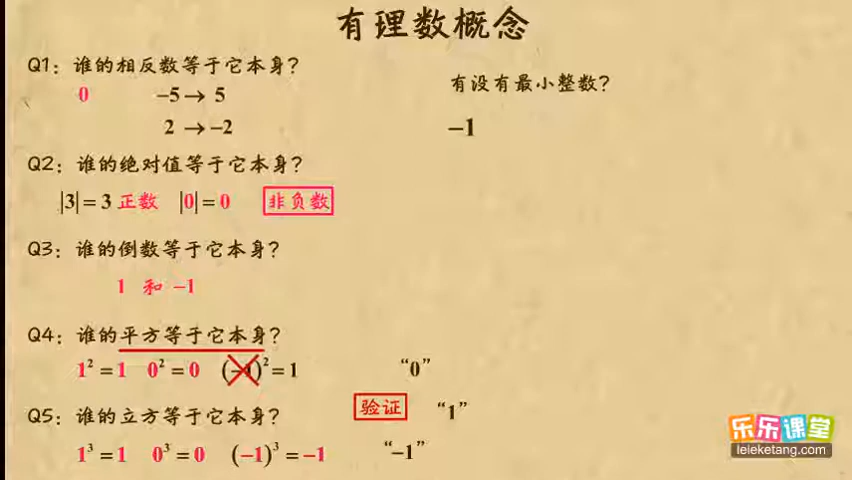 有理数概念
Q1：谁的相反数等于它本身？
0 −5 → 5
2 → −2
Q2：谁的绝对值等于它本身？
|3| = 3 正数 |0| = 0 非负数
Q3：谁的倒数等于它本身？
1 和 −1
Q4：谁的平方等于它本身？
1² = 1 0² = 0 (−1)² = 1
Q5：谁的立方等于它本身？
1³ = 1 0³ = 0 (−1)³ = −1
有没有最小整数？
−1
“0”
验证 “1”
“−1”
乐乐课堂
leleketang.com